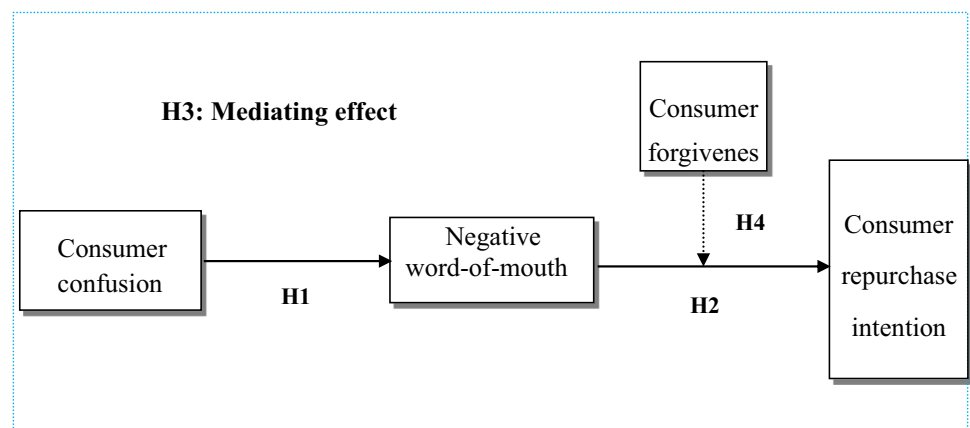 H3: Mediating effect
Consumer
forgivenes
Consumer
confusion
H1
Negative
word-of-mouth
H4
H2
Consumer
repurchase
intention